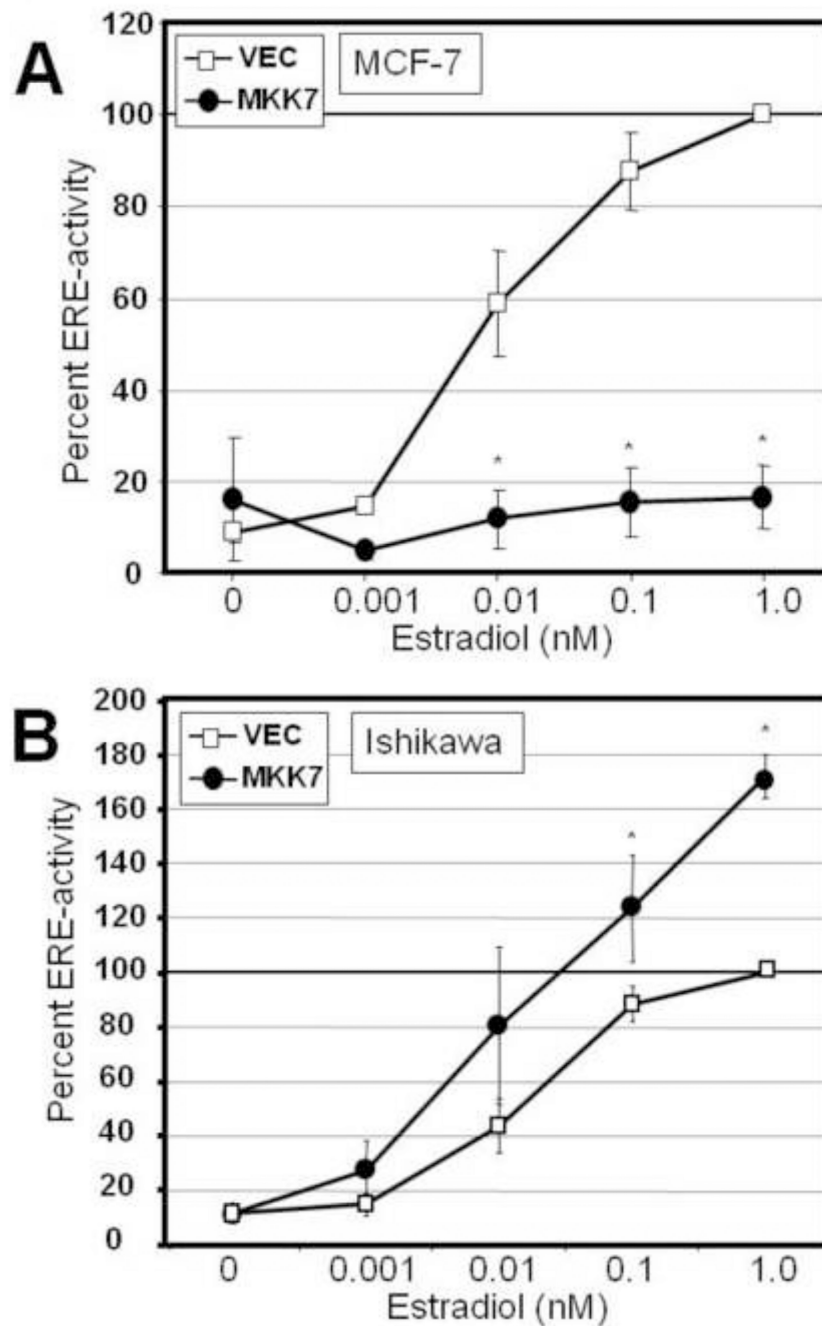 A
VEC
MKK7
MCF-7
Percent ERE-activity
120
100
80
60
40
20
0
^
^
^
0 0.001 0.01 0.1 1.0
Estradiol (nM)
B
VEC
MKK7
Ishikawa
Percent ERE-activity
200
180
160
140
120
100
80
60
40
20
0
^
^
0 0.001 0.01 0.1 1.0
Estradiol (nM)